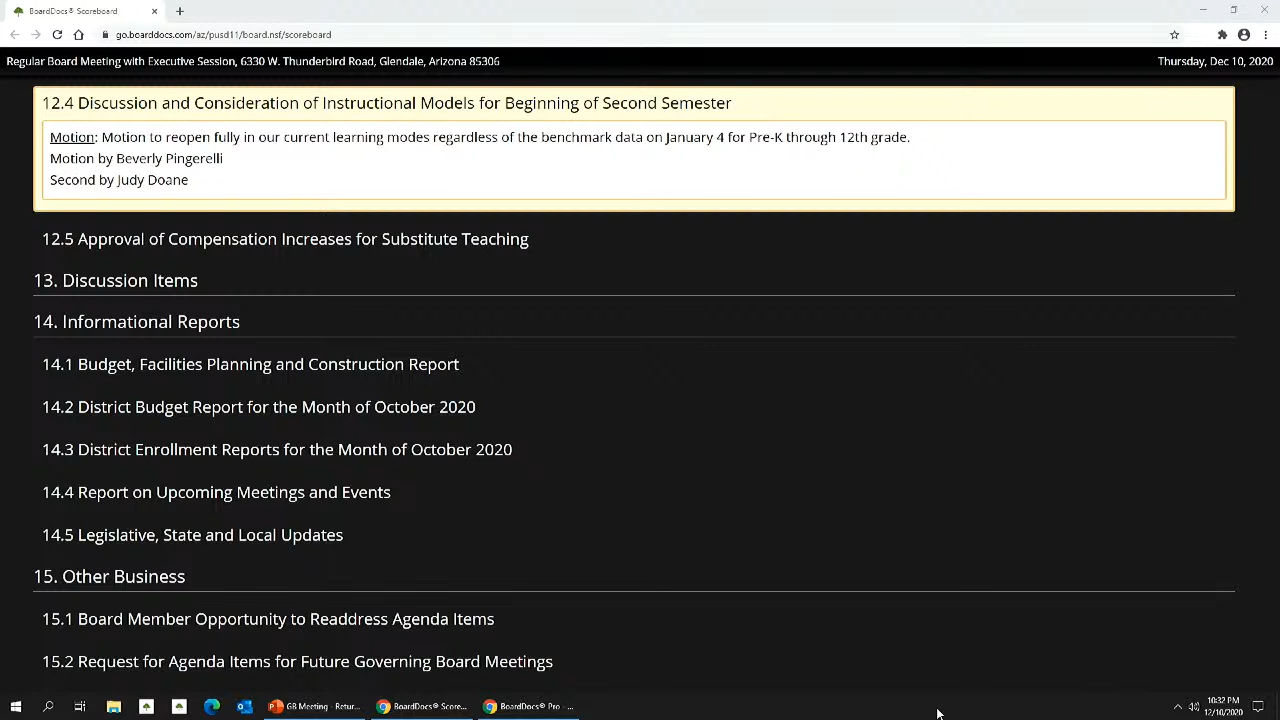 BoardDocs® Scoreboard
go.boarddocs.com/az/pusd11/board.nsf/scoreboard
Regular Board Meeting with Executive Session, 6330 W. Thunderbird Road, Glendale, Arizona 85306
Thursday, Dec 10, 2020
12.4 Discussion and Consideration of Instructional Models for Beginning of Second Semester
Motion: Motion to reopen fully in our current learning modes regardless of the benchmark data on January 4 for Pre-K through 12th grade.
Motion by Beverly Pingerelli
Second by Judy Doane
12.5 Approval of Compensation Increases for Substitute Teaching
13. Discussion Items
14. Informational Reports
14.1 Budget, Facilities Planning and Construction Report
14.2 District Budget Report for the Month of October 2020
14.3 District Enrollment Reports for the Month of October 2020
14.4 Report on Upcoming Meetings and Events
14.5 Legislative, State and Local Updates
15. Other Business
15.1 Board Member Opportunity to Readdress Agenda Items
15.2 Request for Agenda Items for Future Governing Board Meetings
GB Meeting - Retur...
BoardDocs® Score...
BoardDocs® Pro - ...
10:32 PM
12/10/2020